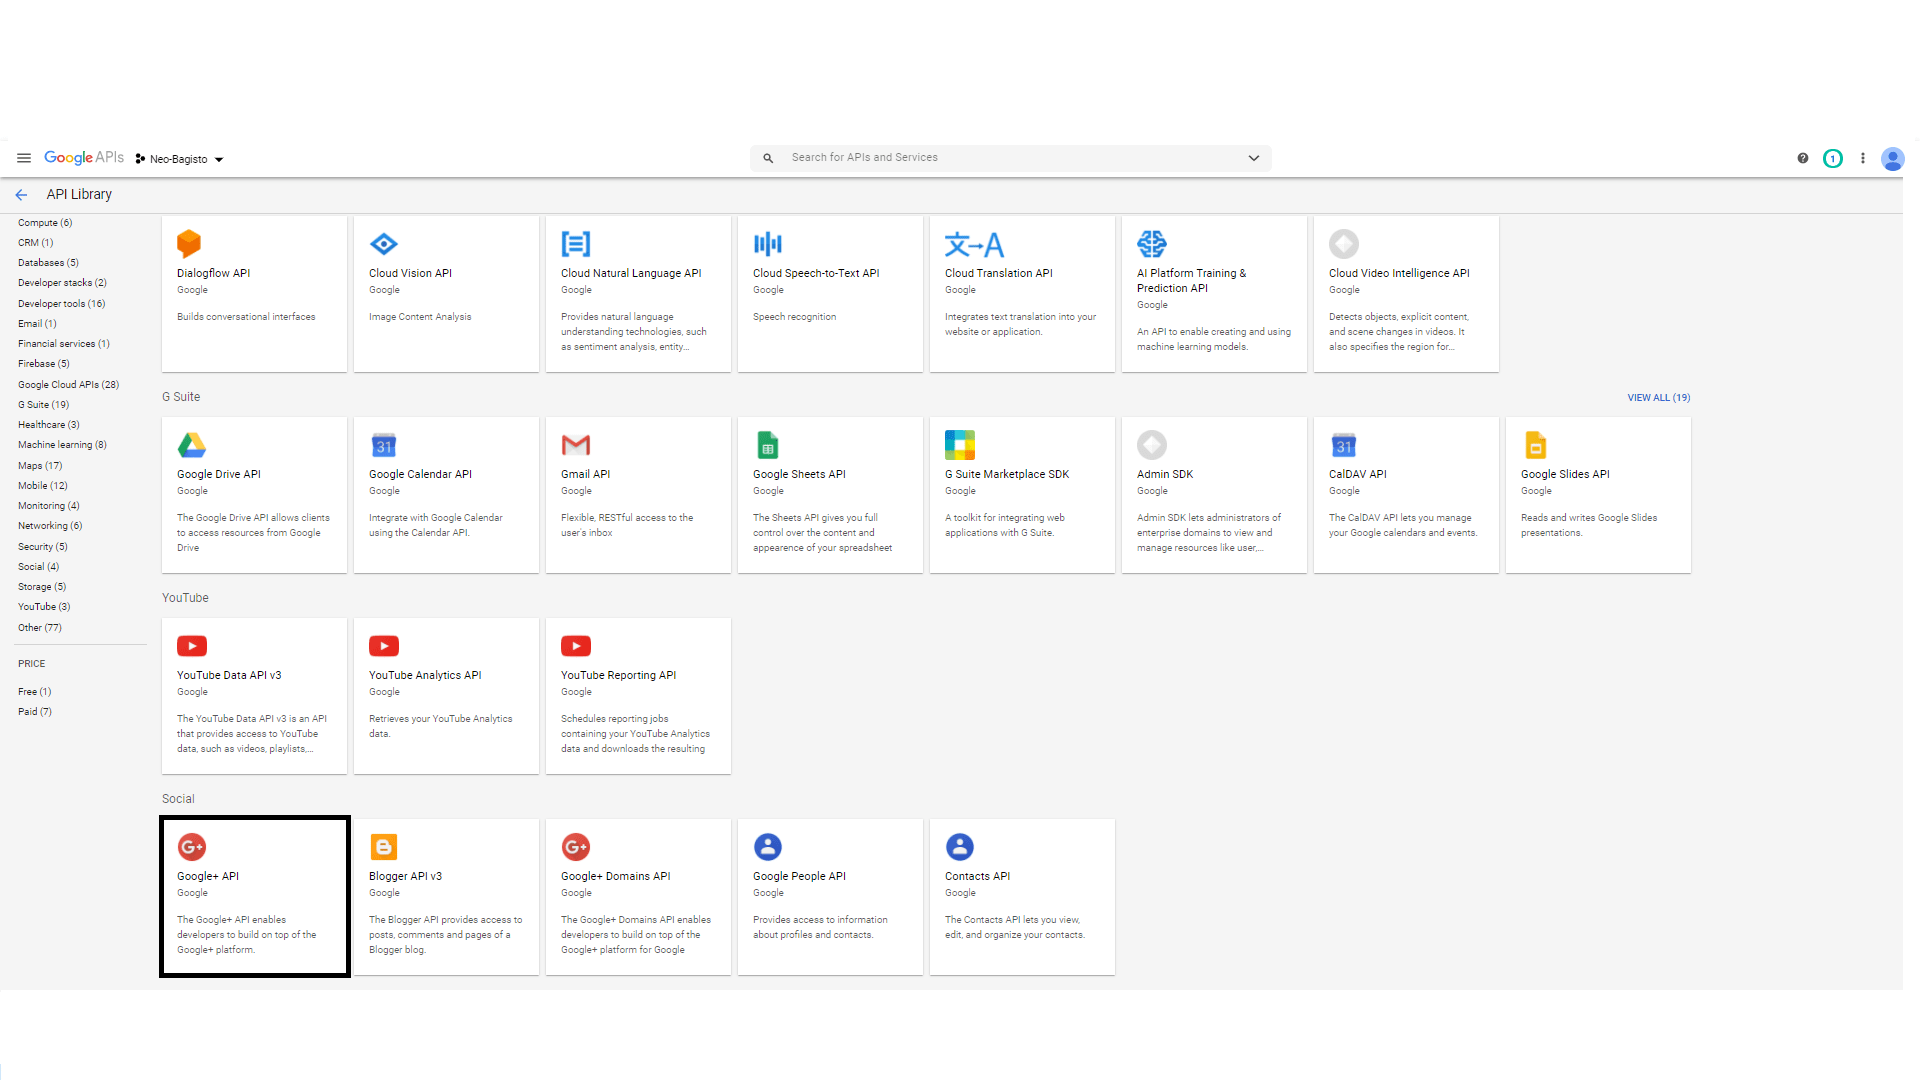 Google APIs
Neo-Bagisto
Search for APIs and Services
1
API Library
Compute (6)
CRM (1)
Databases (5)
Developer stacks (2)
Developer tools (16)
Email (1)
Financial services (1)
Firebase (5)
Google Cloud APIs (28)
G Suite (19)
Healthcare (3)
Machine learning (8)
Maps (17)
Mobile (12)
Monitoring (4)
Networking (6)
Security (5)
Social (4)
Storage (5)
YouTube (3)
Other (77)
PRICE
Free (1)
Paid (7)
Dialogflow API
Google
Builds conversational interfaces
Cloud Vision API
Google
Image Content Analysis
Cloud Natural Language API
Google
Provides natural language
understanding technologies, such
as sentiment analysis, entity...
Cloud Speech-to-Text API
Google
Speech recognition
文→A
Cloud Translation API
Google
Integrates text translation into your
website or application.
AI Platform Training &
Prediction API
Google
An API to enable creating and using
machine learning models.
Cloud Video Intelligence API
Google
Detects objects, explicit content,
and scene changes in videos. It
also specifies the region for...
G Suite
VIEW ALL (19)
Google Drive API
Google
The Google Drive API allows clients
to access resources from Google
Drive
31
Google Calendar API
Google
Integrate with Google Calendar
using the Calendar API.
Gmail API
Google
Flexible, RESTful access to the
user's inbox
Google Sheets API
Google
The Sheets API gives you full
control over the content and
appearence of your spreadsheet
G Suite Marketplace SDK
Google
A toolkit for integrating web
applications with G Suite.
Admin SDK
Google
Admin SDK lets administrators of
enterprise domains to view and
manage resources like user,...
31
CalDAV API
Google
The CalDAV API lets you manage
your Google calendars and events.
Google Slides API
Google
Reads and writes Google Slides
presentations.
YouTube
YouTube Data API v3
Google
The YouTube Data API v3 is an API
that provides access to YouTube
data, such as videos, playlists,...
YouTube Analytics API
Google
Retrieves your YouTube Analytics
data.
YouTube Reporting API
Google
Schedules reporting jobs
containing your YouTube Analytics
data and downloads the resulting
Social
G+
Google+ API
Google
The Google+ API enables
developers to build on top of the
Google+ platform.
Blogger API v3
Google
The Blogger API provides access to
posts, comments and pages of a
Blogger blog.
G+
Google+ Domains API
Google
The Google+ Domains API enables
developers to build on top of the
Google+ platform for Google
Google People API
Google
Provides access to information
about profiles and contacts.
Contacts API
Google
The Contacts API lets you view,
edit, and organize your contacts.